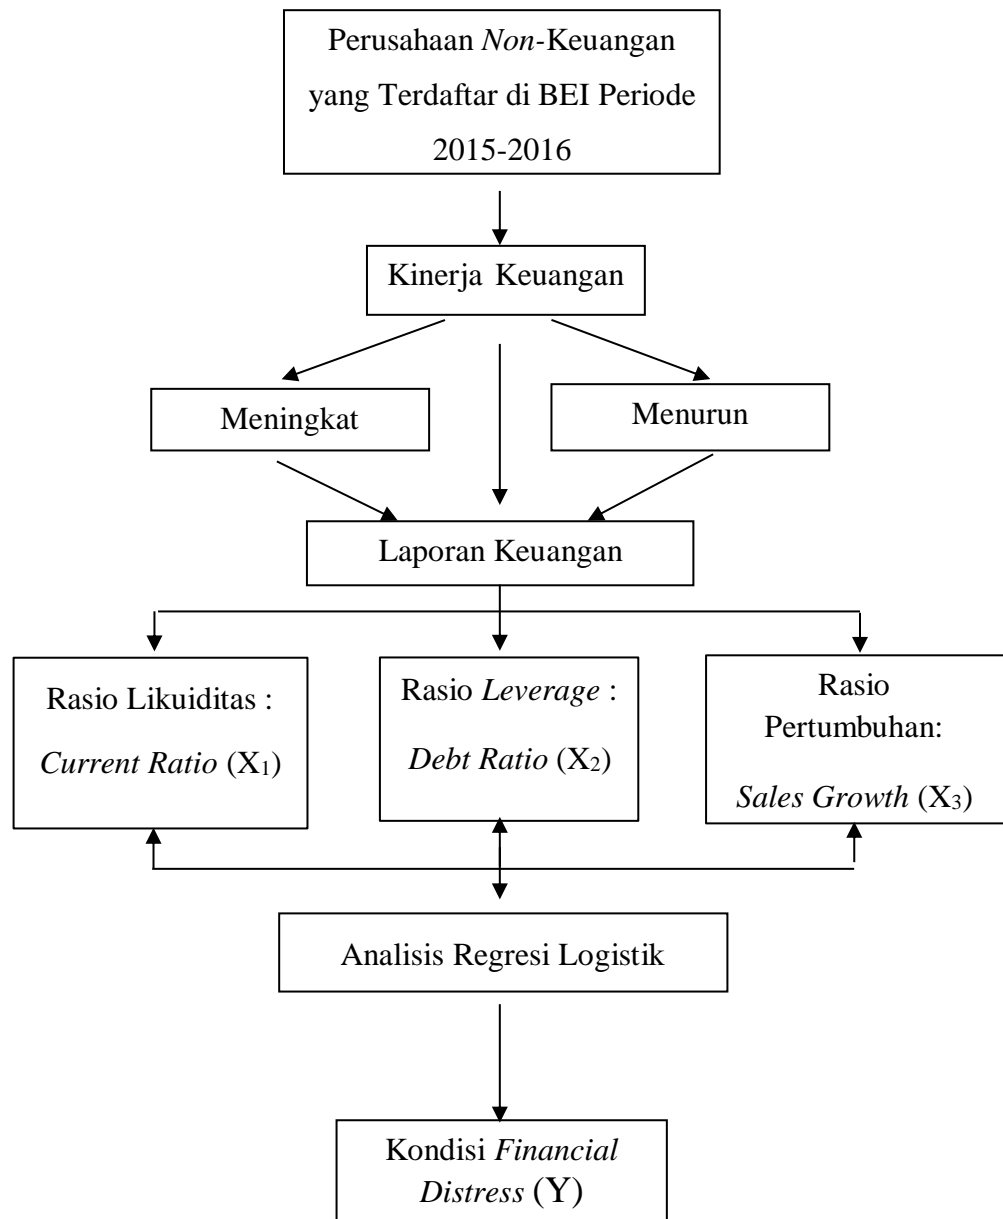 Perusahaan Non-Keuangan
yang Terdaftar di BEI Periode
2015-2016
Kinerja Keuangan
Meningkat
Menurun
Laporan Keuangan
Rasio Likuiditas :
Current Ratio (X₁)
Rasio Leverage :
Debt Ratio (X₂)
Rasio
Pertumbuhan:
Sales Growth (X₃)
Analisis Regresi Logistik
Kondisi Financial
Distress (Y)